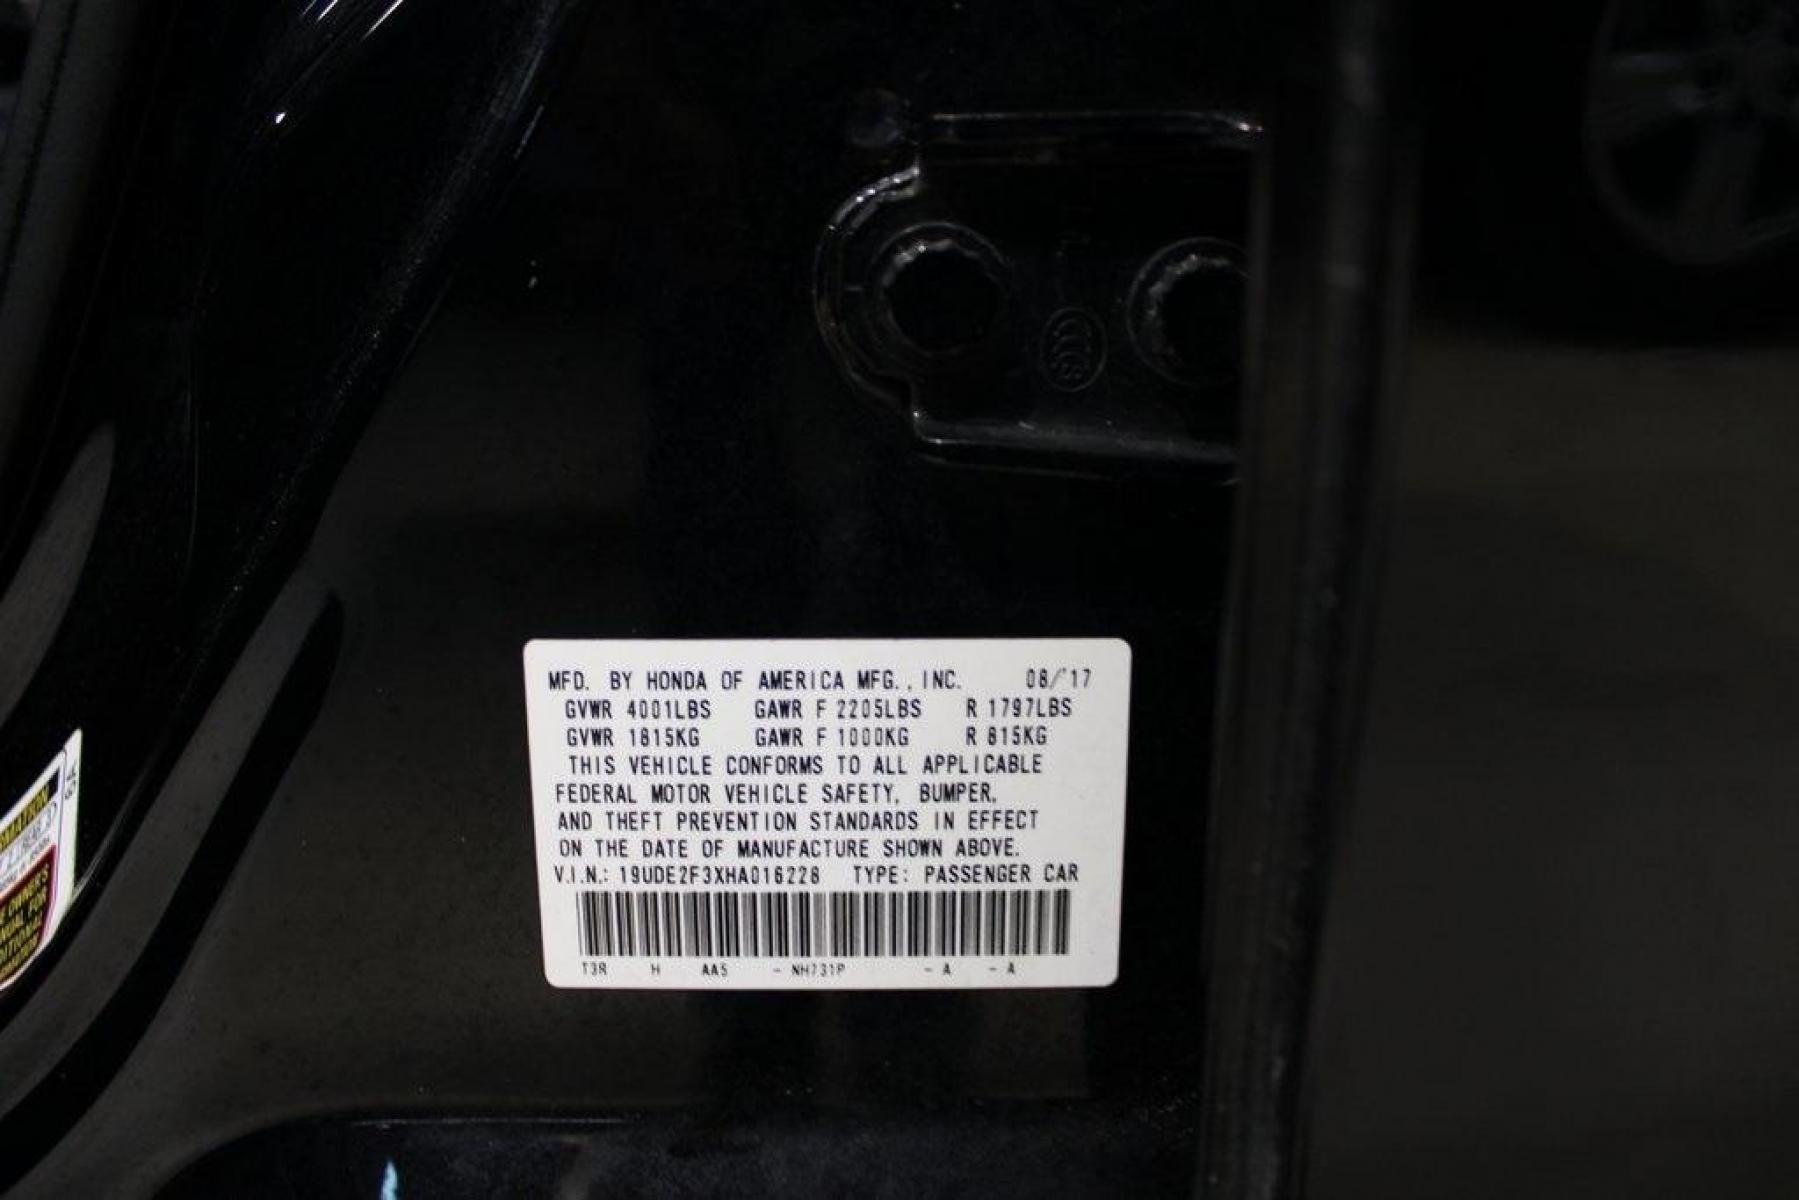 MFD. BY HONDA OF AMERICA MFG., INC. 08/'17
GVWR 4001LBS GAWR F 2205LBS R 1797LBS
GVWR 1815KG GAWR F 1000KG R 815KG
THIS VEHICLE CONFORMS TO ALL APPLICABLE
FEDERAL MOTOR VEHICLE SAFETY, BUMPER,
AND THEFT PREVENTION STANDARDS IN EFFECT
ON THE DATE OF MANUFACTURE SHOWN ABOVE.
V.I.N.: 19UDE2F3XHA016228 TYPE: PASSENGER CAR
T3R H AA5 - NH731P - A - A